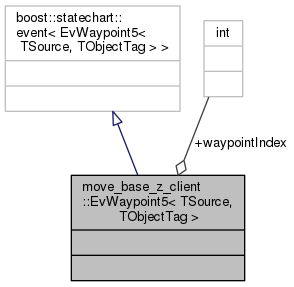 boost::statechart::
event< EvWaypoint5<
TSource, TObjectTag > >
int
+waypointIndex
move_base_z_client
::EvWaypoint5< TSource,
TObjectTag >